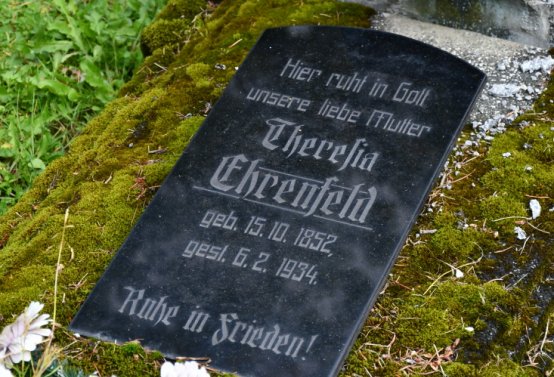 Hier ruht in Gott
unsere liebe Mutter
Theresia
Ehrenfeld
geb. 15. 10. 1852,
gest. 6. 2. 1934.
Ruhe in Frieden!